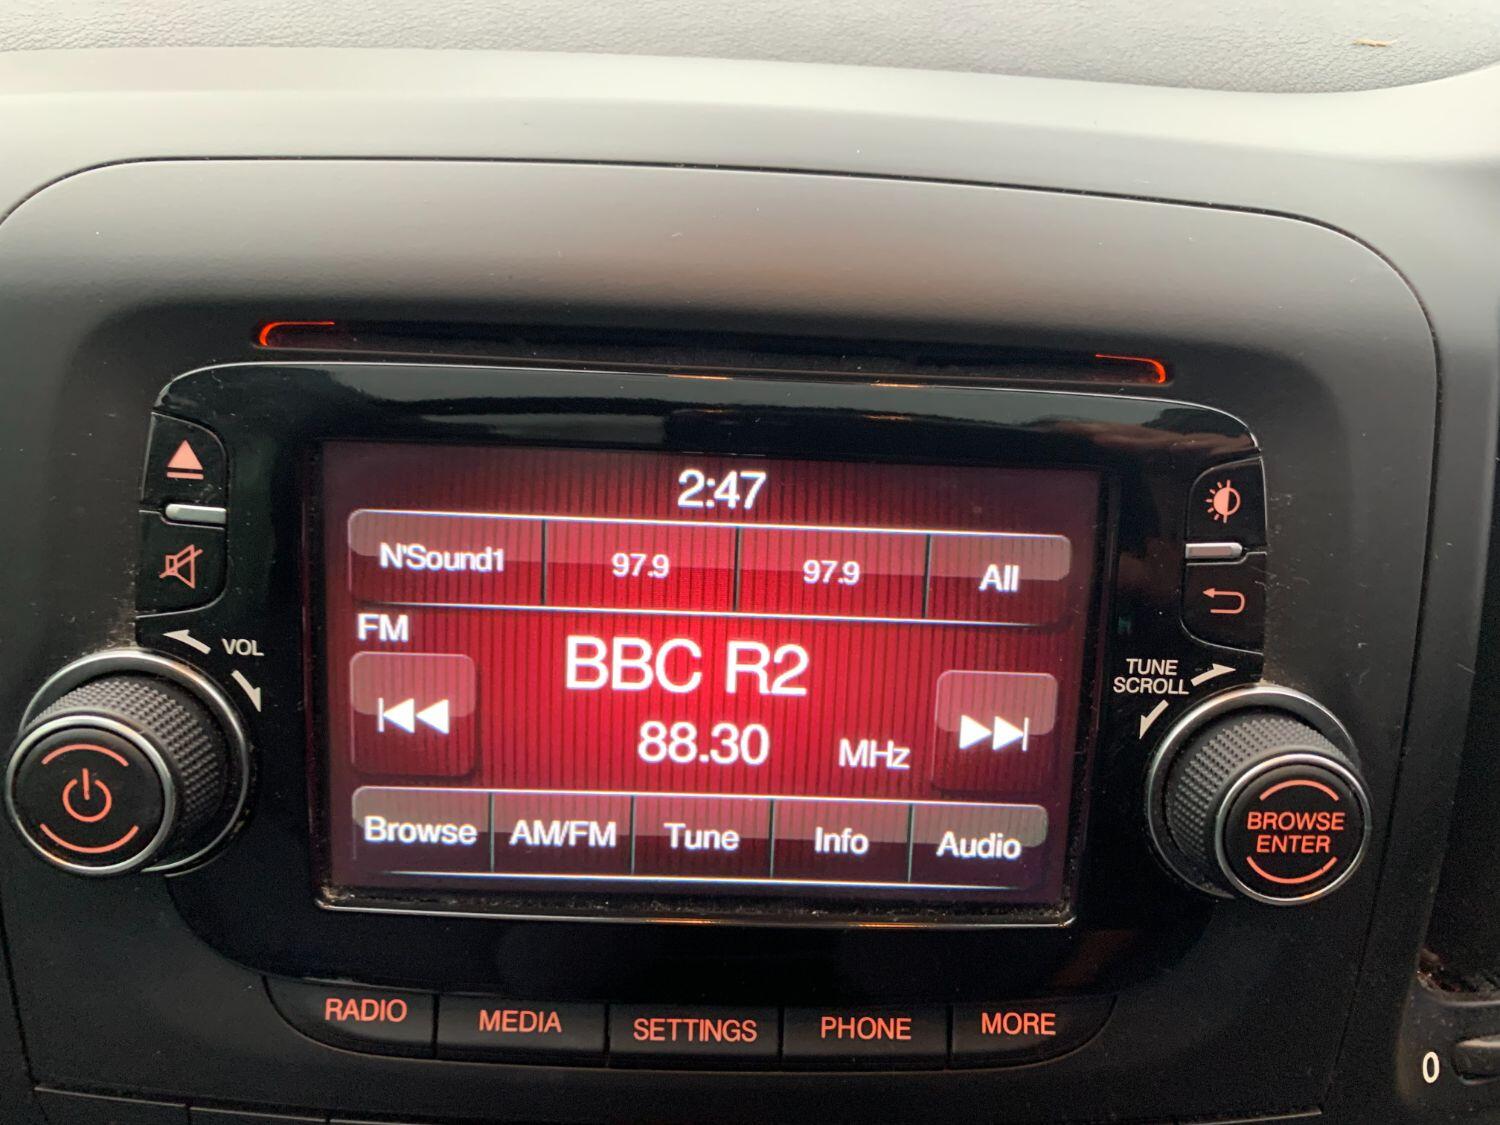 2:47
N'Sound1 97.9 97.9 All
FM
BBC R2
88.30 MHz
Browse AM/FM Tune Info Audio
VOL
TUNE
SCROLL
BROWSE
ENTER
RADIO MEDIA SETTINGS PHONE MORE
0